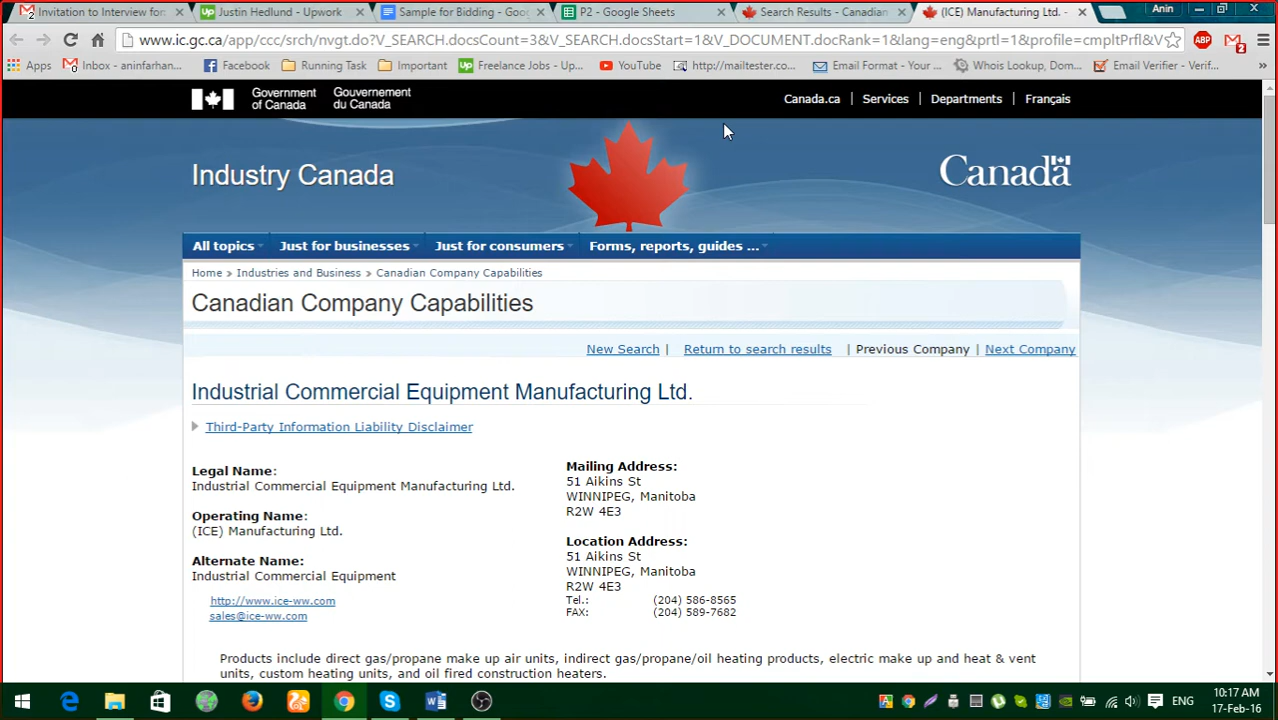 Invitation to Interview for
Justin Hedlund - Upwork
Sample for Bidding - Goo
P2 - Google Sheets
Search Results - Canadian
(ICE) Manufacturing Ltd. -
Anin
www.ic.gc.ca/app/ccc/srch/nvgt.do?V_SEARCH.docsCount=3&V_SEARCH.docsStart=1&V_DOCUMENT.docRank=1&lang=eng&prtl=1&profile=cmpltPrfl&V
ABP
2
Apps
Inbox - aninfarhan...
Facebook
Running Task
Important
Freelance Jobs - Up...
YouTube
http://mailtester.co...
Email Format - Your ...
Whois Lookup, Dom...
Email Verifier - Verif...
Government of Canada
Gouvernement du Canada
Canada.ca | Services | Departments | Français
Industry Canada
Canada
All topics
Just for businesses
Just for consumers
Forms, reports, guides ...
Home » Industries and Business » Canadian Company Capabilities
Canadian Company Capabilities
New Search | Return to search results | Previous Company | Next Company
Industrial Commercial Equipment Manufacturing Ltd.
Third-Party Information Liability Disclaimer
Legal Name:
Industrial Commercial Equipment Manufacturing Ltd.
Operating Name:
(ICE) Manufacturing Ltd.
Alternate Name:
Industrial Commercial Equipment
http://www.ice-ww.com
sales@ice-ww.com
Mailing Address:
51 Aikins St
WINNIPEG, Manitoba
R2W 4E3
Location Address:
51 Aikins St
WINNIPEG, Manitoba
R2W 4E3
Tel.: (204) 586-8565
FAX: (204) 589-7682
Products include direct gas/propane make up air units, indirect gas/propane/oil heating products, electric make up and heat & vent
units, custom heating units, and oil fired construction heaters.
ENG
10:17 AM
17-Feb-16